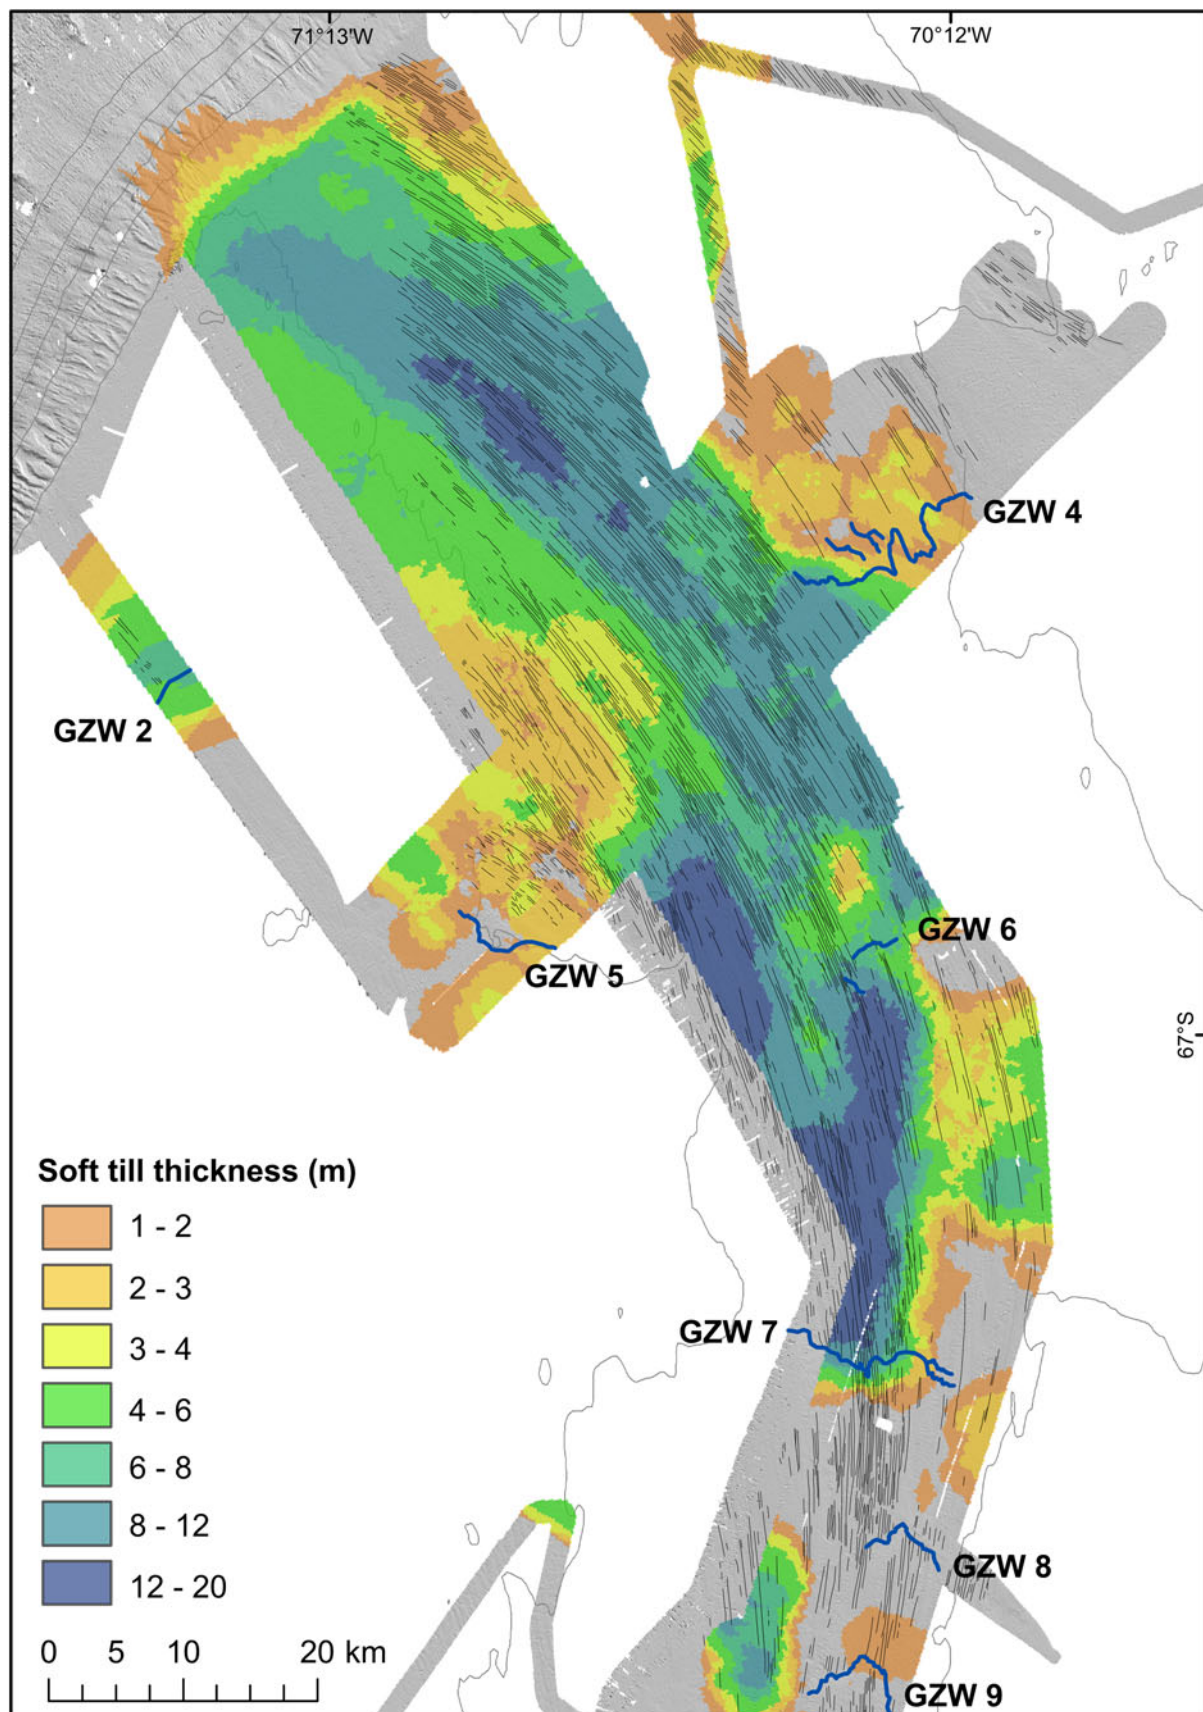 71°13'W
70°12'W
GZW 4
GZW 2
GZW 6
GZW 5
67°S
Soft till thickness (m)
1 - 2
2 - 3
3 - 4
4 - 6
6 - 8
8 - 12
12 - 20
GZW 7
GZW 8
0 5 10 20 km
GZW 9